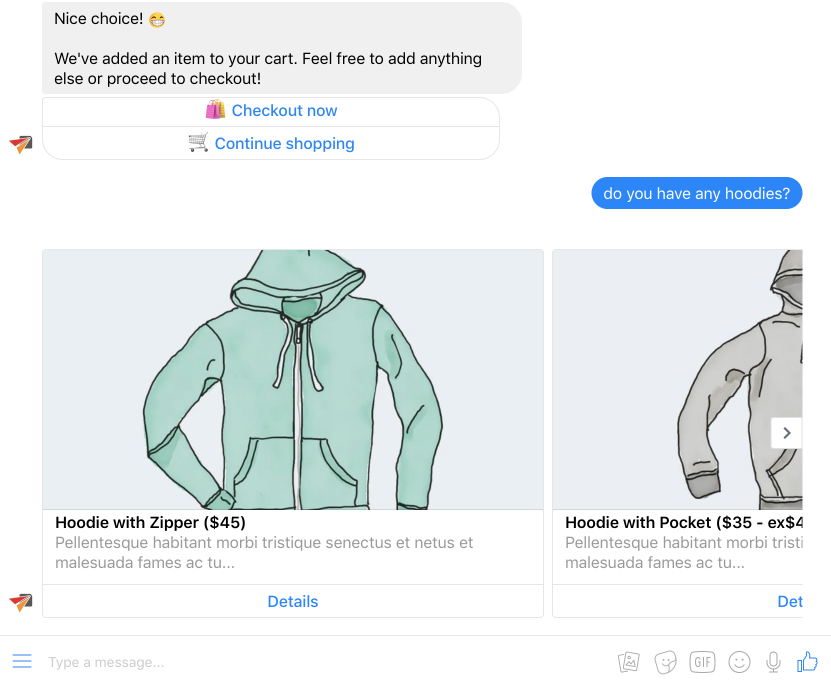 Nice choice! 😁
We've added an item to your cart. Feel free to add anything
else or proceed to checkout!
🛍️ Checkout now
🛒 Continue shopping
do you have any hoodies?
Hoodie with Zipper ($45)
Pellentesque habitant morbi tristique senectus et netus et
malesuada fames ac tu...
Details
Hoodie with Pocket ($35 - ex$4
Pellentesque habitant morbi tristi
malesuada fames ac tu...
Det
Type a message...
GIF